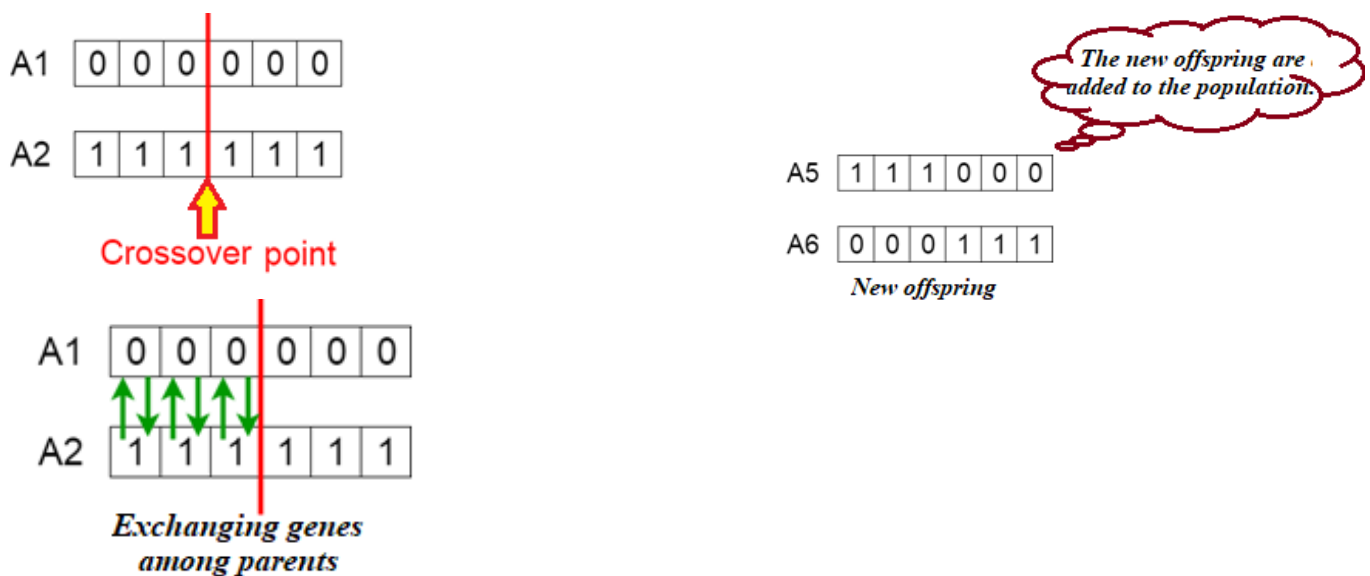 A1 0 0 0 0 0 0
A2 1 1 1 1 1 1
Crossover point
A1 0 0 0 0 0 0
A2 1 1 1 1 1 1
Exchanging genes
among parents
The new offspring are
added to the population.
A5 1 1 1 0 0 0
A6 0 0 0 1 1 1
New offspring